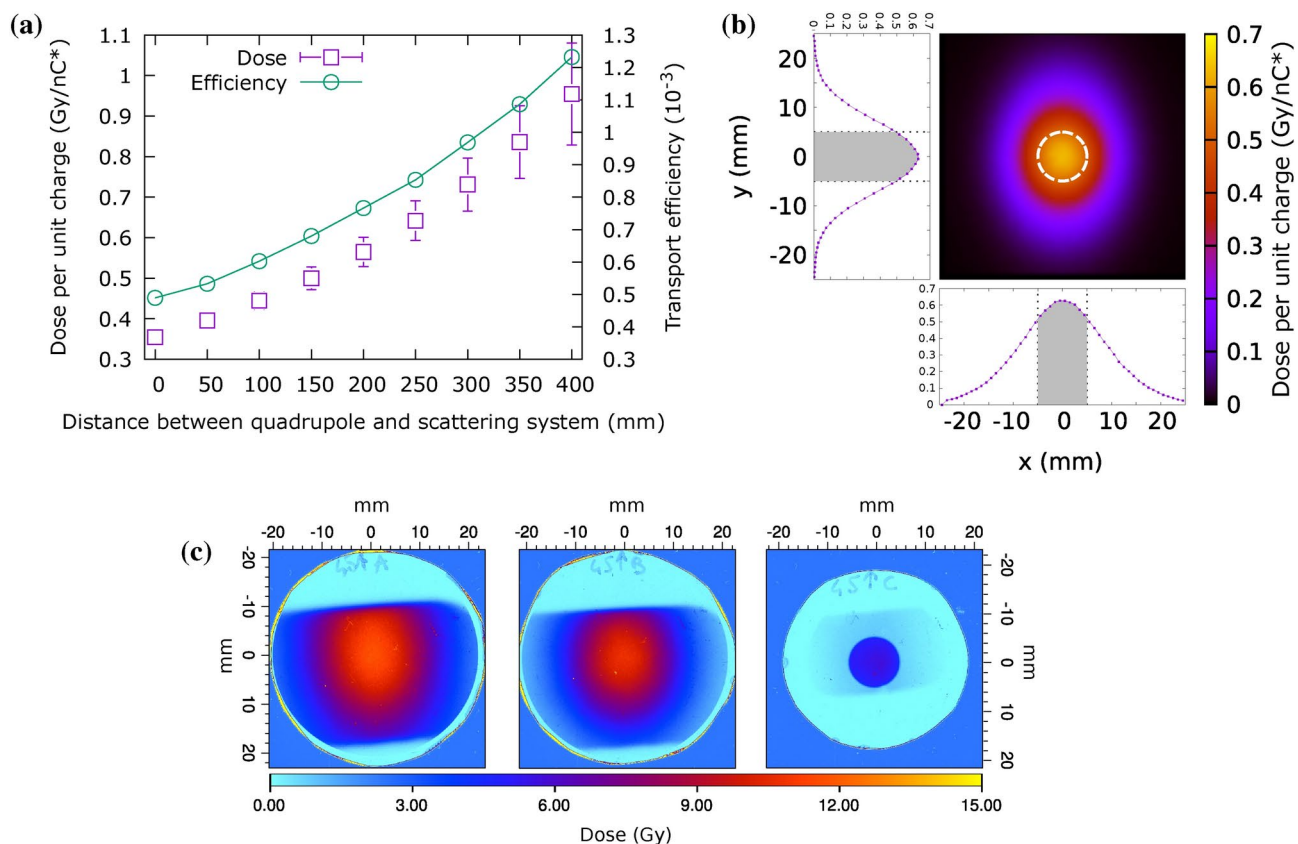 (a)
Dose per unit charge (Gy/nC*)
1.1
1
0.9
0.8
0.7
0.6
0.5
0.4
0.3
Dose
Efficiency
1.3
1.2
1.1
1
0.9
0.8
0.7
0.6
0.5
0.4
0.3
Transport efficiency (10⁻³)
0 50 100 150 200 250 300 350 400
Distance between quadrupole and scattering system (mm)
(b)
0 0.1 0.2 0.3 0.4 0.5 0.6 0.7
y (mm)
20
10
0
-10
-20
0.7
0.6
0.5
0.4
0.3
0.2
0.1
0
Dose per unit charge (Gy/nC*)
0.7
0.6
0.5
0.4
0.3
0.2
0.1
0
-20 -10 0 10 20
x (mm)
(c)
mm
-20 -10 0 10 20
mm
-20
-10
0
10
20
45↑A
mm
-20 -10 0 10 20
45↑B
mm
-20 -10 0 10 20
45↑C
-20
-10
0
10
20
mm
0.00 3.00 6.00 9.00 12.00 15.00
Dose (Gy)